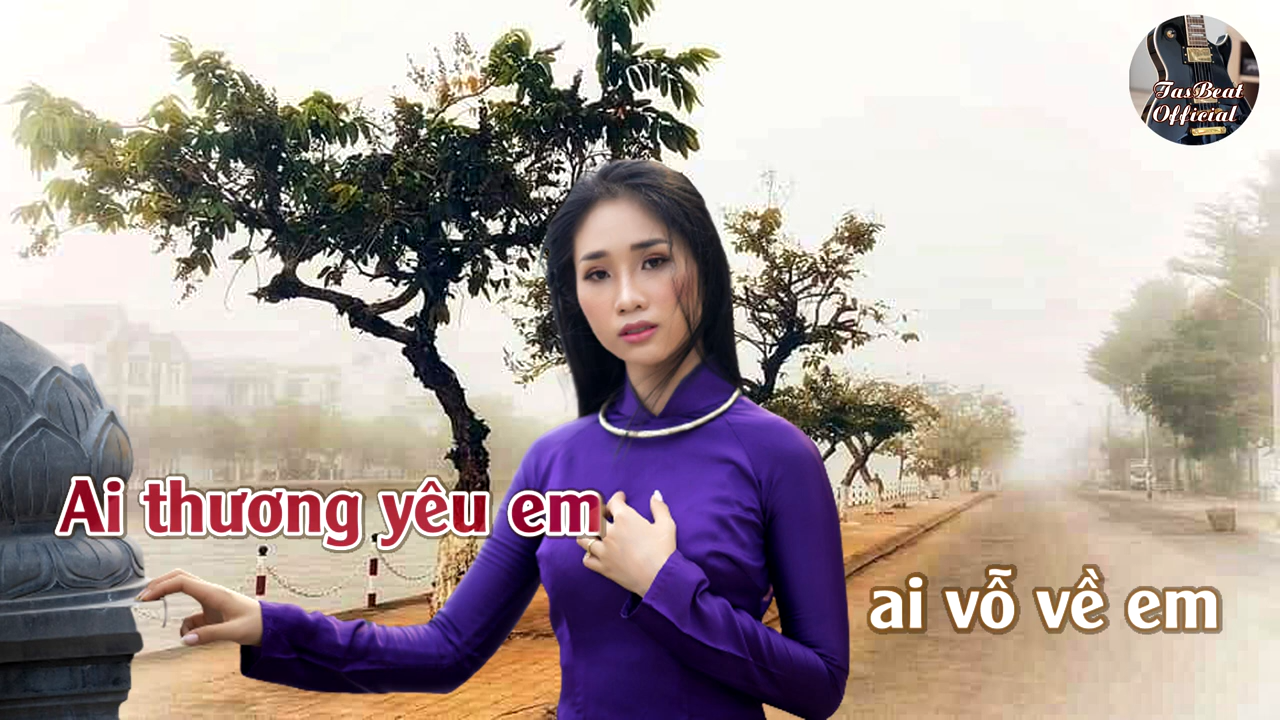 TasBeat
Official
Ai thương yêu em
ai vỗ về em